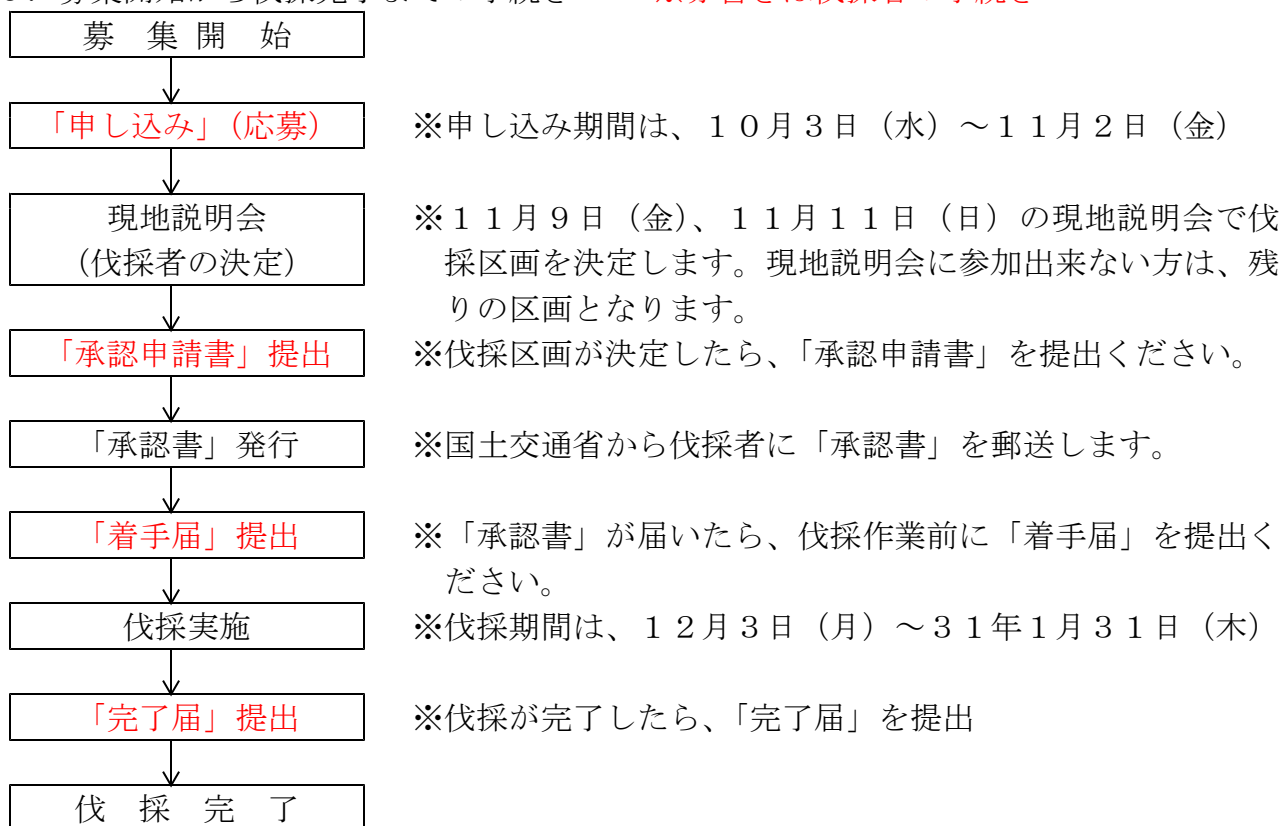 募 集 開 始
「申し込み」（応募）
※申し込み期間は、１０月３日（水）～１１月２日（金）
現地説明会
（伐採者の決定）
※１１月９日（金）、１１月１１日（日）の現地説明会で伐
採区画を決定します。現地説明会に参加出来ない方は、残
りの区画となります。
「承認申請書」提出
※伐採区画が決定したら、「承認申請書」を提出ください。
「承認書」発行
※国土交通省から伐採者に「承認書」を郵送します。
「着手届」提出
※「承認書」が届いたら、伐採作業前に「着手届」を提出く
ださい。
伐採実施
※伐採期間は、１２月３日（月）～３１年１月３１日（木）
「完了届」提出
※伐採が完了したら、「完了届」を提出
伐 採 完 了